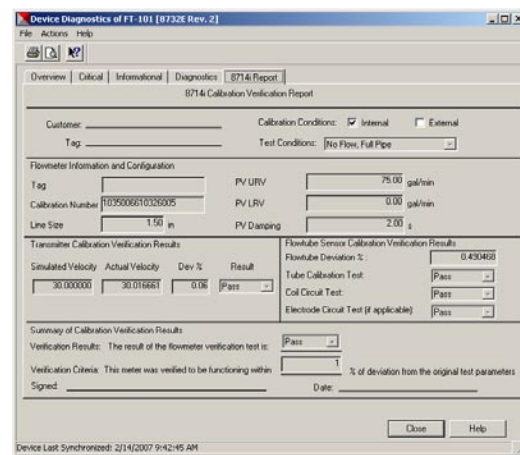 Device Diagnostics of FT-101 [8732E Rev. 2]
File Actions Help
Overview Critical Informational Diagnostics 8714i Report
8714i Calibration Verification Report
Customer: Calibration Conditions: Internal External
Tag: Test Conditions: No Flow, Full Pipe
Flowmeter Information and Configuration
Tag PV URV 75.00 gal/min
Calibration Number 1035006610326005 PV LRV 0.00 gal/min
Line Size 1.50 in PV Damping 2.00 s
Transmitter Calibration Verification Results Flowtube Sensor Calibration Verification Results
Flowtube Deviation %: 0.490468
Simulated Velocity Actual Velocity Dev % Result Tube Calibration Test: Pass
30.000000 30.016661 0.06 Pass Coil Circuit Test: Pass
Electrode Circuit Test (if applicable): Pass
Summary of Calibration Verification Results
Verification Results: The result of the flowmeter verification test is: Pass
Verification Criteria: This meter was verified to be functioning within 1 % of deviation from the original test parameters
Signed: Date:
Close Help
Device Last Synchronized: 2/14/2007 9:42:45 AM